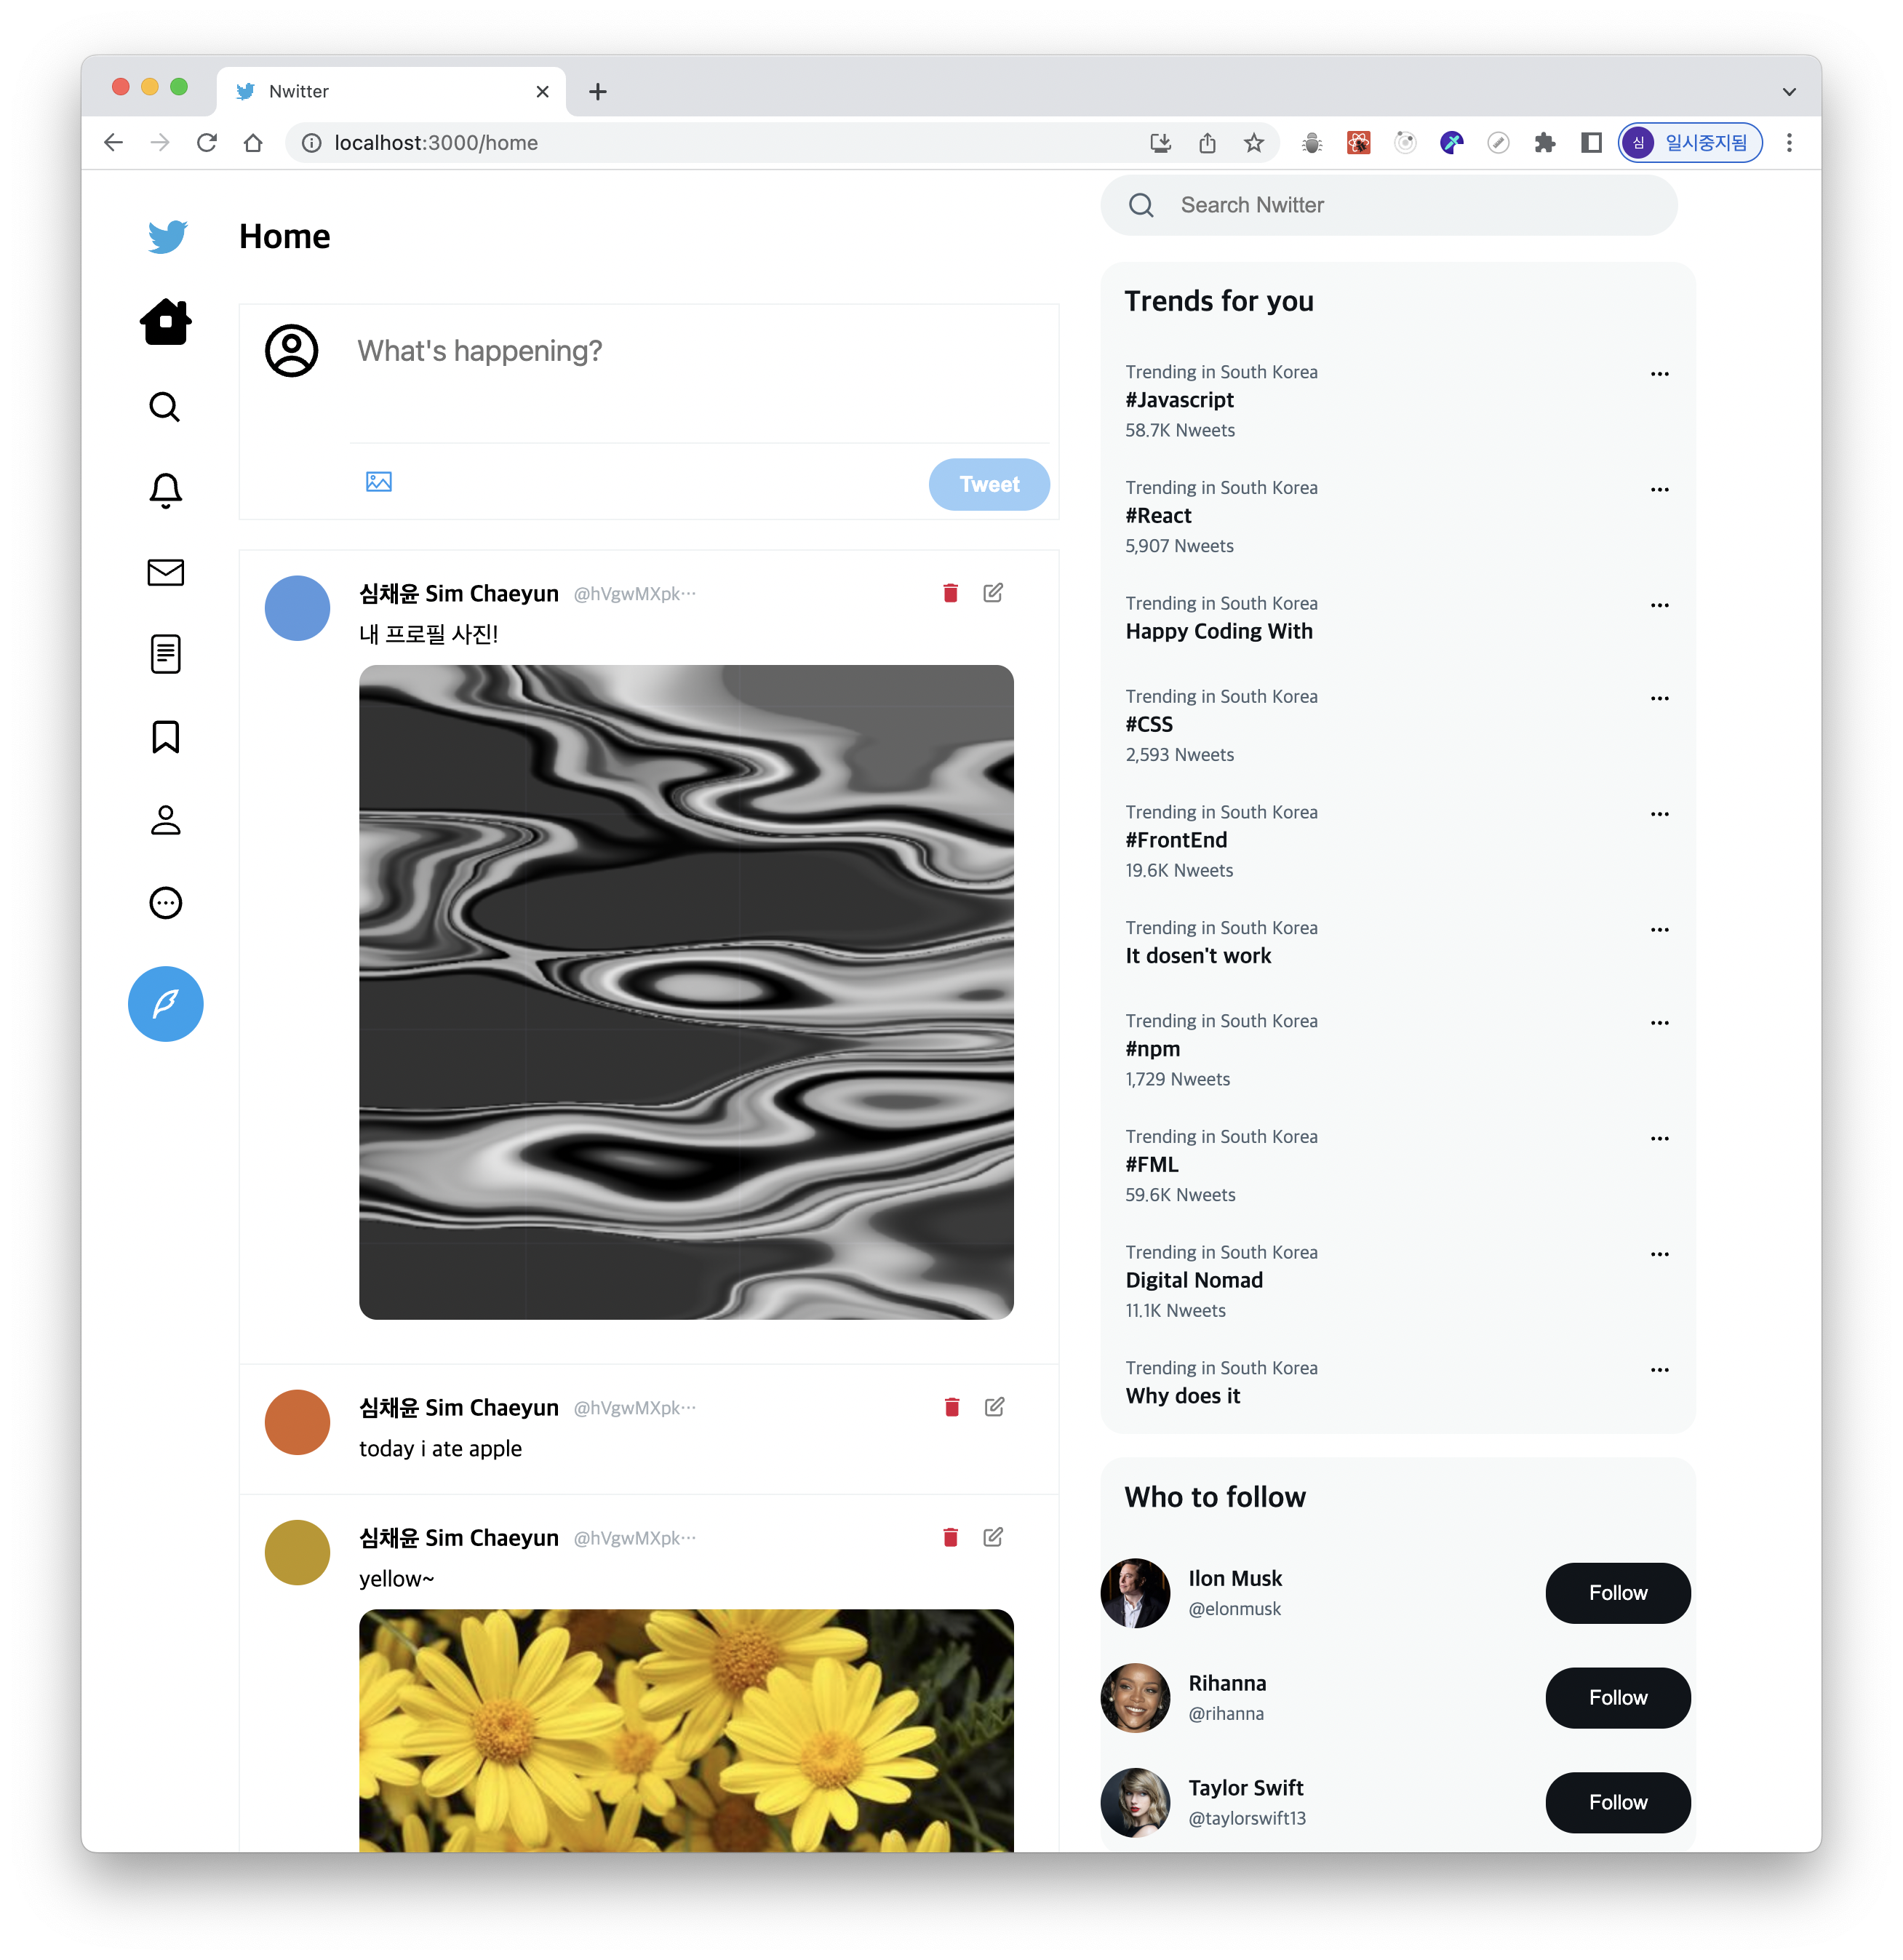 Nwitter
localhost:3000/home
심 일시중지됨
Home
What's happening?
Tweet
심채윤 Sim Chaeyun @hVgwMXpk···
내 프로필 사진!
심채윤 Sim Chaeyun @hVgwMXpk···
today i ate apple
심채윤 Sim Chaeyun @hVgwMXpk···
yellow~
Search Nwitter
Trends for you
Trending in South Korea
#Javascript
58.7K Nweets
Trending in South Korea
#React
5,907 Nweets
Trending in South Korea
Happy Coding With
Trending in South Korea
#CSS
2,593 Nweets
Trending in South Korea
#FrontEnd
19.6K Nweets
Trending in South Korea
It dosen't work
Trending in South Korea
#npm
1,729 Nweets
Trending in South Korea
#FML
59.6K Nweets
Trending in South Korea
Digital Nomad
11.1K Nweets
Trending in South Korea
Why does it
Who to follow
Ilon Musk
@elonmusk
Follow
Rihanna
@rihanna
Follow
Taylor Swift
@taylorswift13
Follow